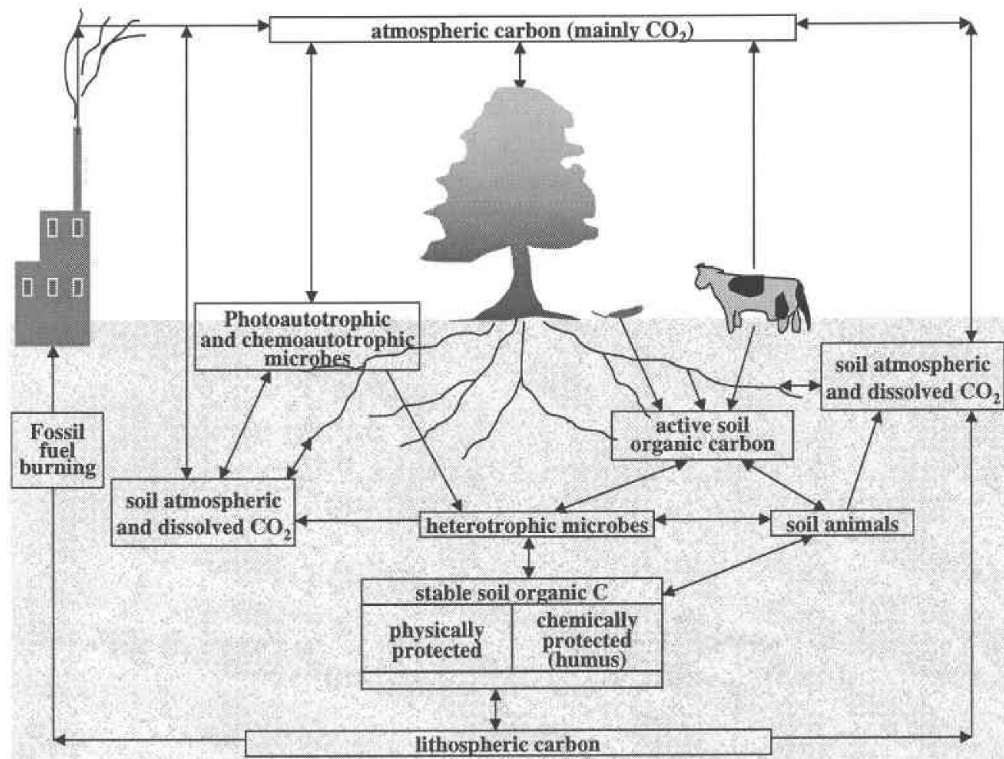 atmospheric carbon (mainly CO₂)
Photoautotrophic
and chemoautotrophic
microbes
soil atmospheric
and dissolved CO₂
Fossil
fuel
burning
active soil
organic carbon
soil atmospheric
and dissolved CO₂
heterotrophic microbes
soil animals
stable soil organic C
physically
protected
chemically
protected
(humus)
lithospheric carbon